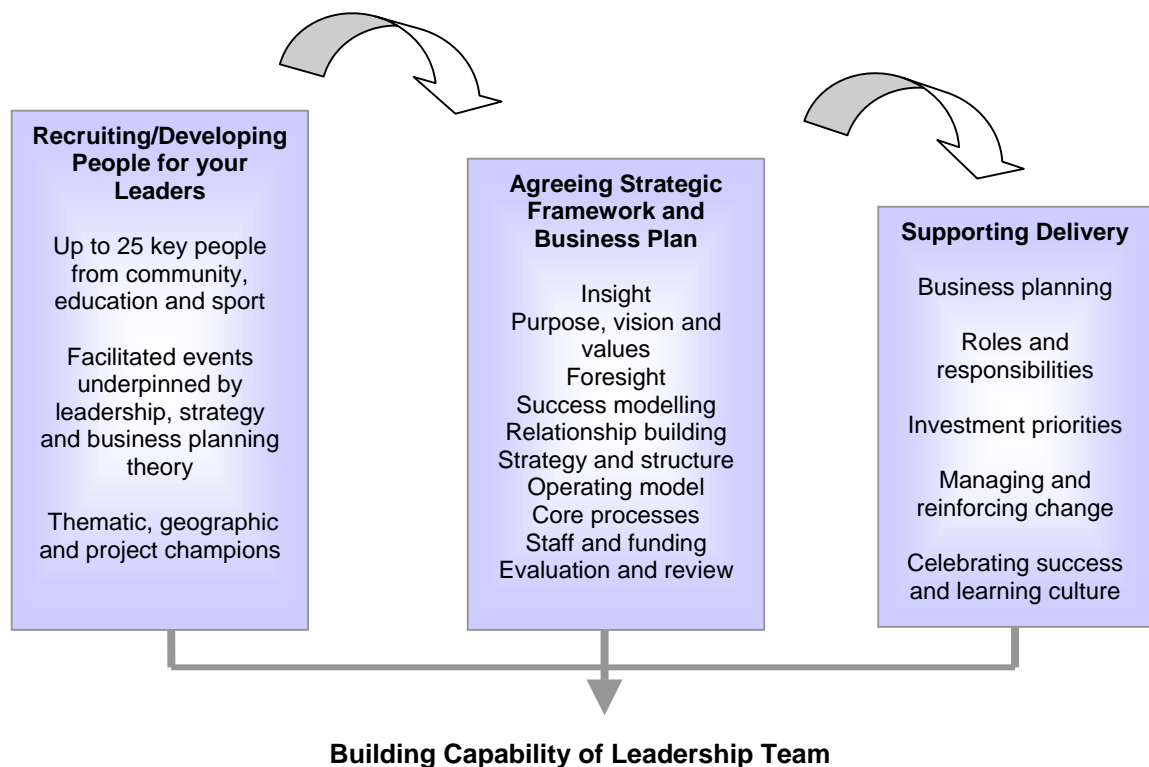 Recruiting/Developing
People for your
Leaders
Up to 25 key people
from community,
education and sport
Facilitated events
underpinned by
leadership, strategy
and business planning
theory
Thematic, geographic
and project champions
Agreeing Strategic
Framework and
Business Plan
Insight
Purpose, vision and
values
Foresight
Success modelling
Relationship building
Strategy and structure
Operating model
Core processes
Staff and funding
Evaluation and review
Supporting Delivery
Business planning
Roles and
responsibilities
Investment priorities
Managing and
reinforcing change
Celebrating success
and learning culture
Building Capability of Leadership Team